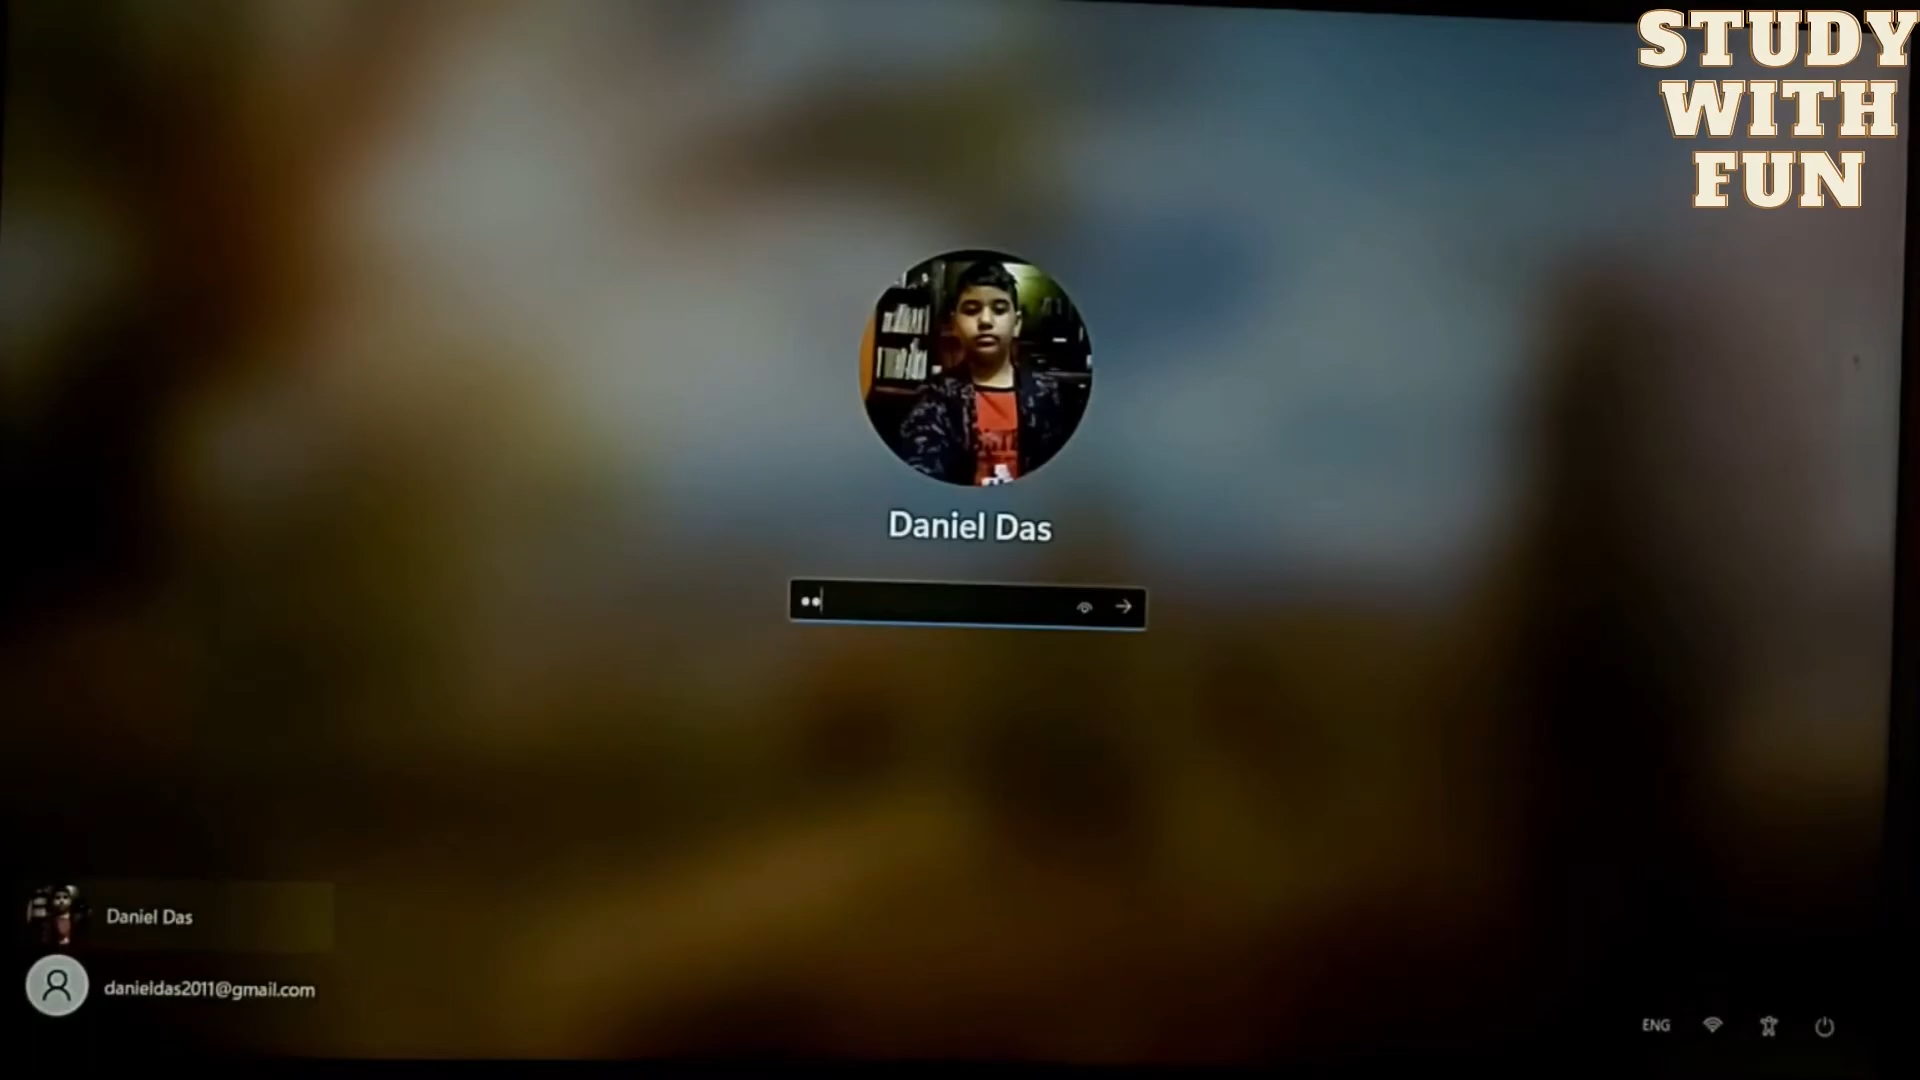 STUDY
WITH
FUN
Daniel Das
Daniel Das
danieldas2011@gmail.com
ENG